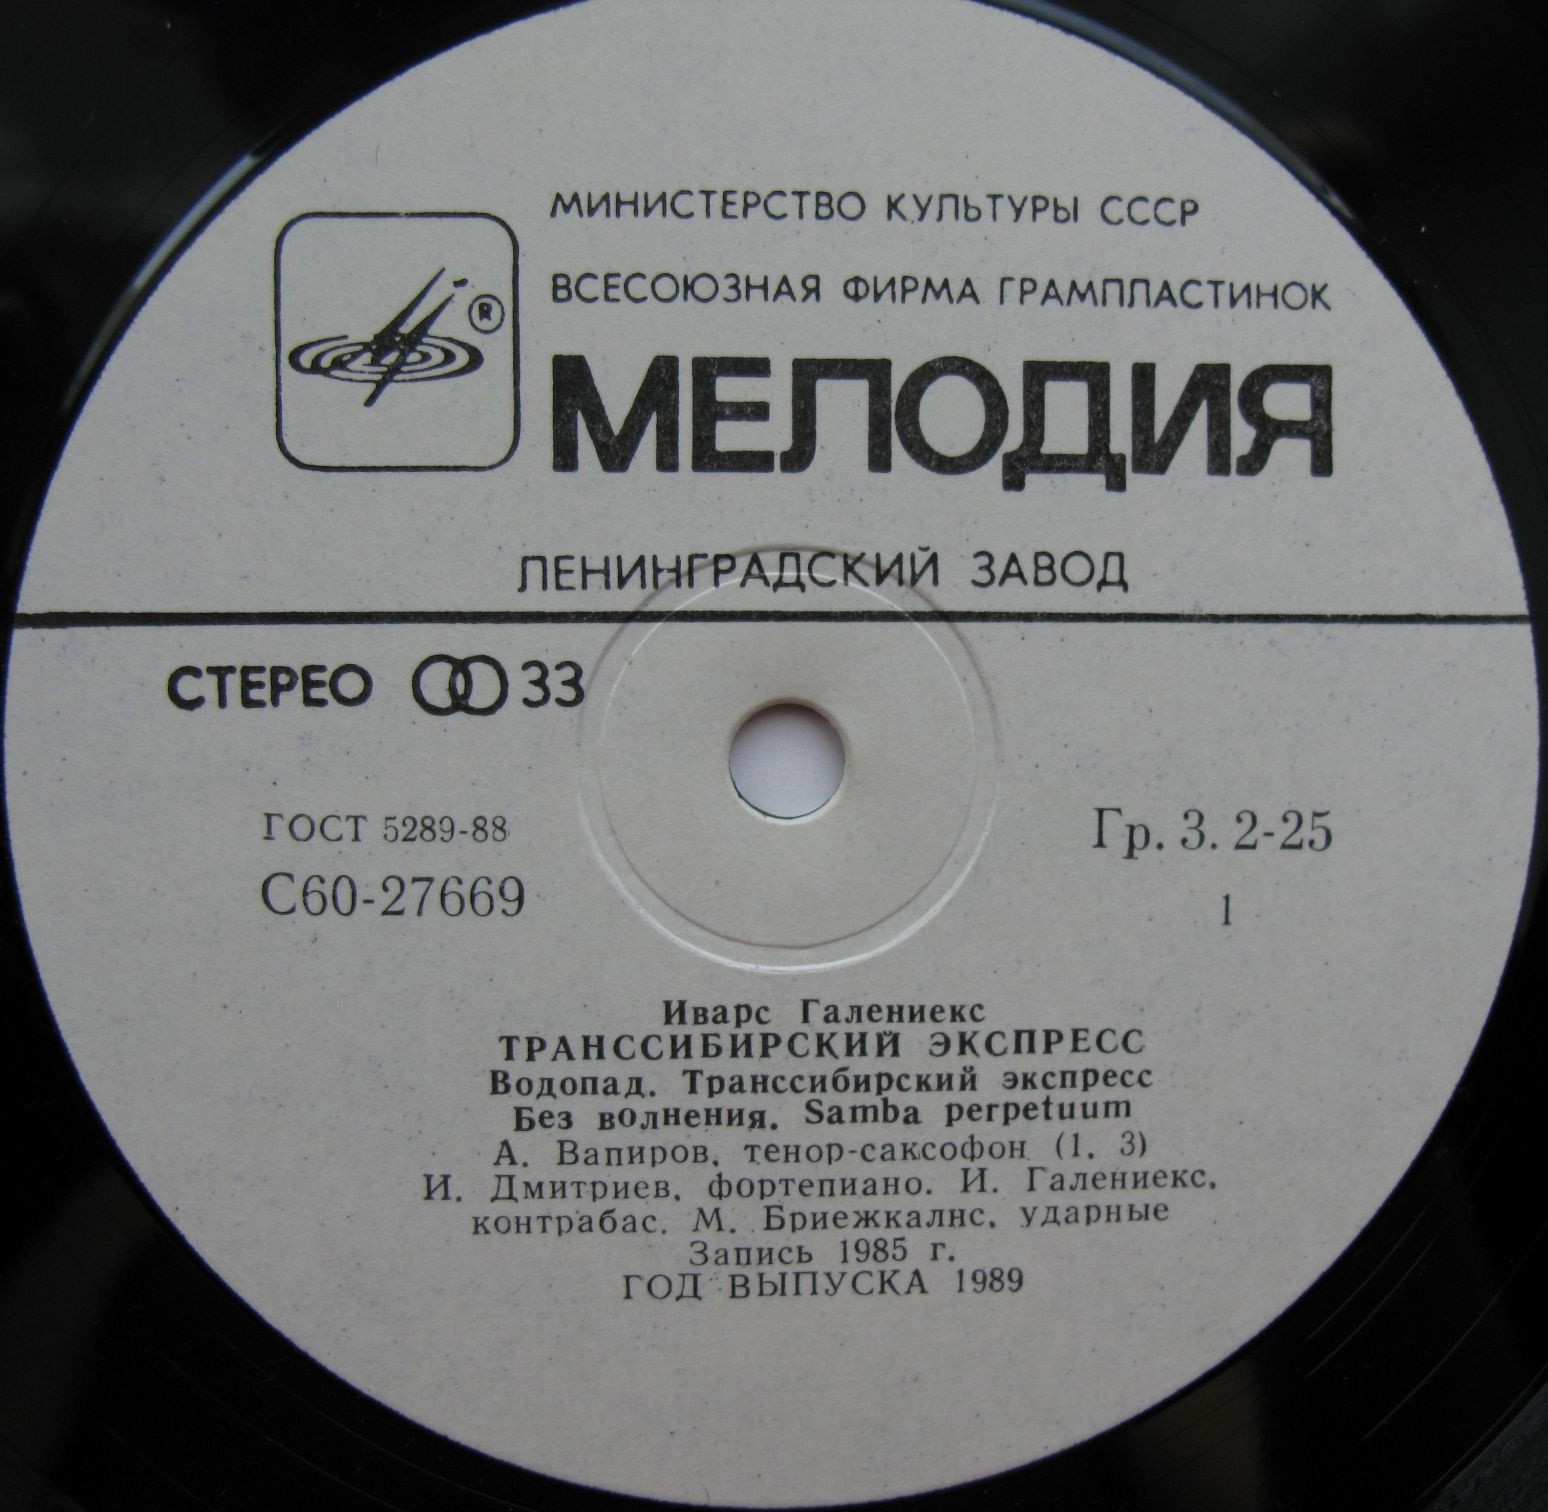 МИНИСТЕРСТВО КУЛЬТУРЫ СССР
ВСЕСОЮЗНАЯ ФИРМА ГРАМПЛАСТИНОК
®
МЕЛОДИЯ
ЛЕНИНГРАДСКИЙ ЗАВОД
СТЕРЕО 33
ГОСТ 5289-88
Гр. 3. 2-25
С60-27669
1
Иварс Галениекс
ТРАНССИБИРСКИЙ ЭКСПРЕСС
Водопад. Транссибирский экспресс
Без волнения. Samba perpetuum
А. Вапиров, тенор-саксофон (1, 3)
И. Дмитриев, фортепиано. И. Галениекс,
контрабас. М. Бриежкалнс, ударные
Запись 1985 г.
ГОД ВЫПУСКА 1989